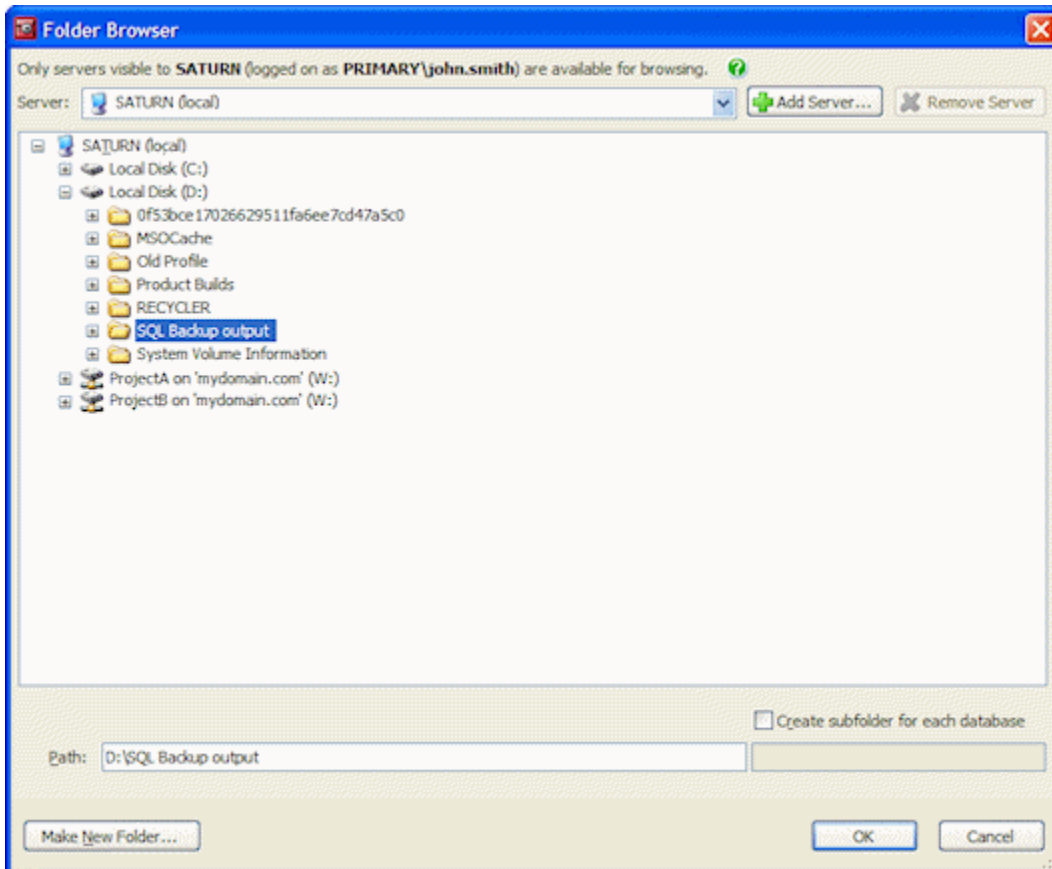 Folder Browser
Only servers visible to SATURN (logged on as PRIMARY\john.smith) are available for browsing. ?
Server: SATURN (local) Add Server... Remove Server
SATURN (local)
Local Disk (C:)
Local Disk (D:)
0f53bce17026629511fa6ee7cd47a5c0
MSOCache
Old Profile
Product Builds
RECYCLER
SQL Backup output
System Volume Information
ProjectA on 'mydomain.com' (W:)
ProjectB on 'mydomain.com' (W:)
Create subfolder for each database
Path: D:\SQL Backup output
Make New Folder... OK Cancel